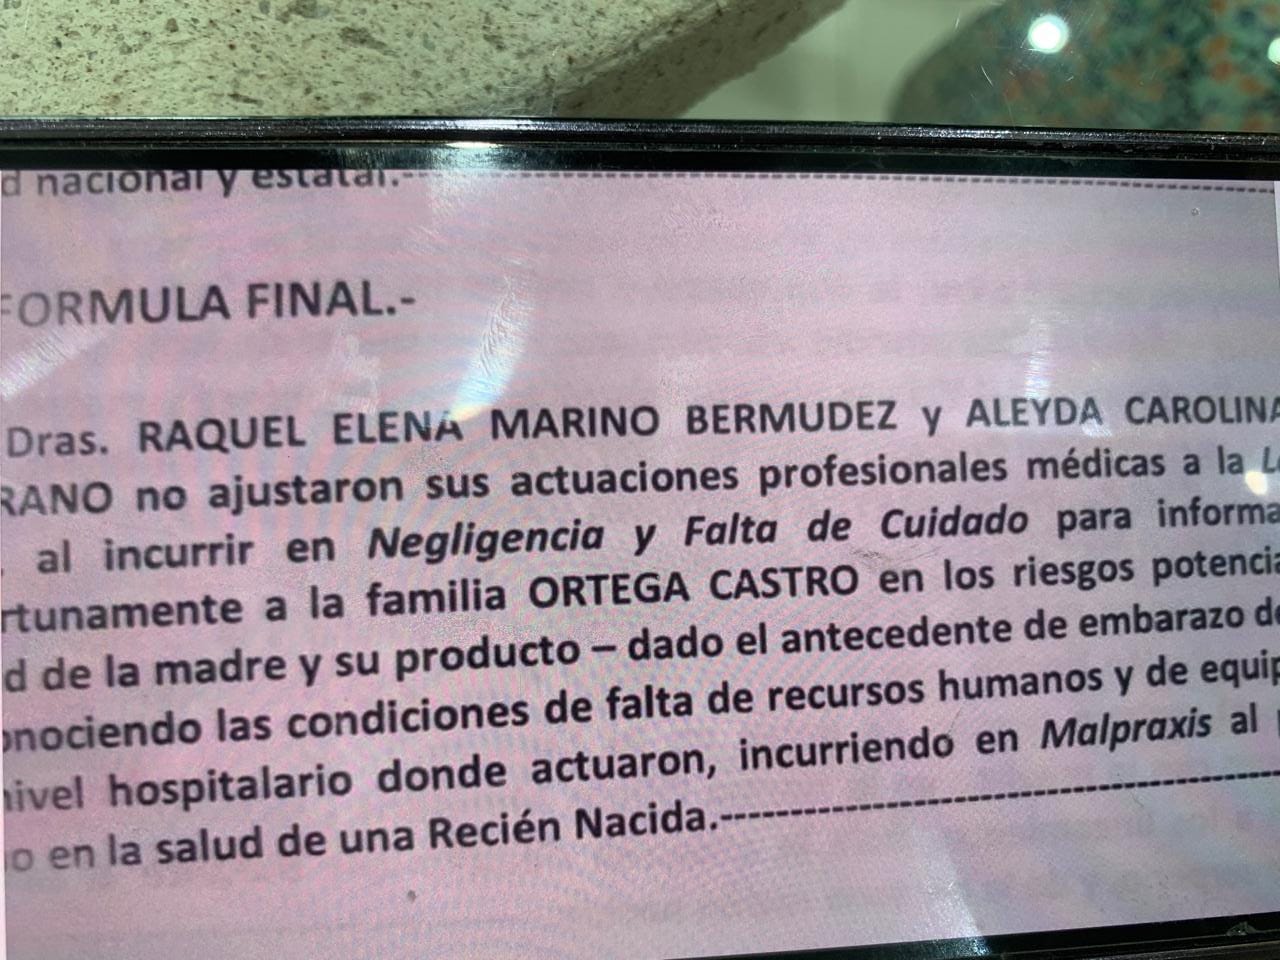 d nacional y estatal.-----------------------------------------------------------
FORMULA FINAL.-
Dras. RAQUEL ELENA MARINO BERMUDEZ y ALEYDA CAROLINA
RANO no ajustaron sus actuaciones profesionales médicas a la L
, al incurrir en Negligencia y Falta de Cuidado para informa
rtunamente a la familia ORTEGA CASTRO en los riesgos potencia
d de la madre y su producto – dado el antecedente de embarazo de
onociendo las condiciones de falta de recursos humanos y de equip
nivel hospitalario donde actuaron, incurriendo en Malpraxis al
o en la salud de una Recién Nacida.--------------------------------------------------